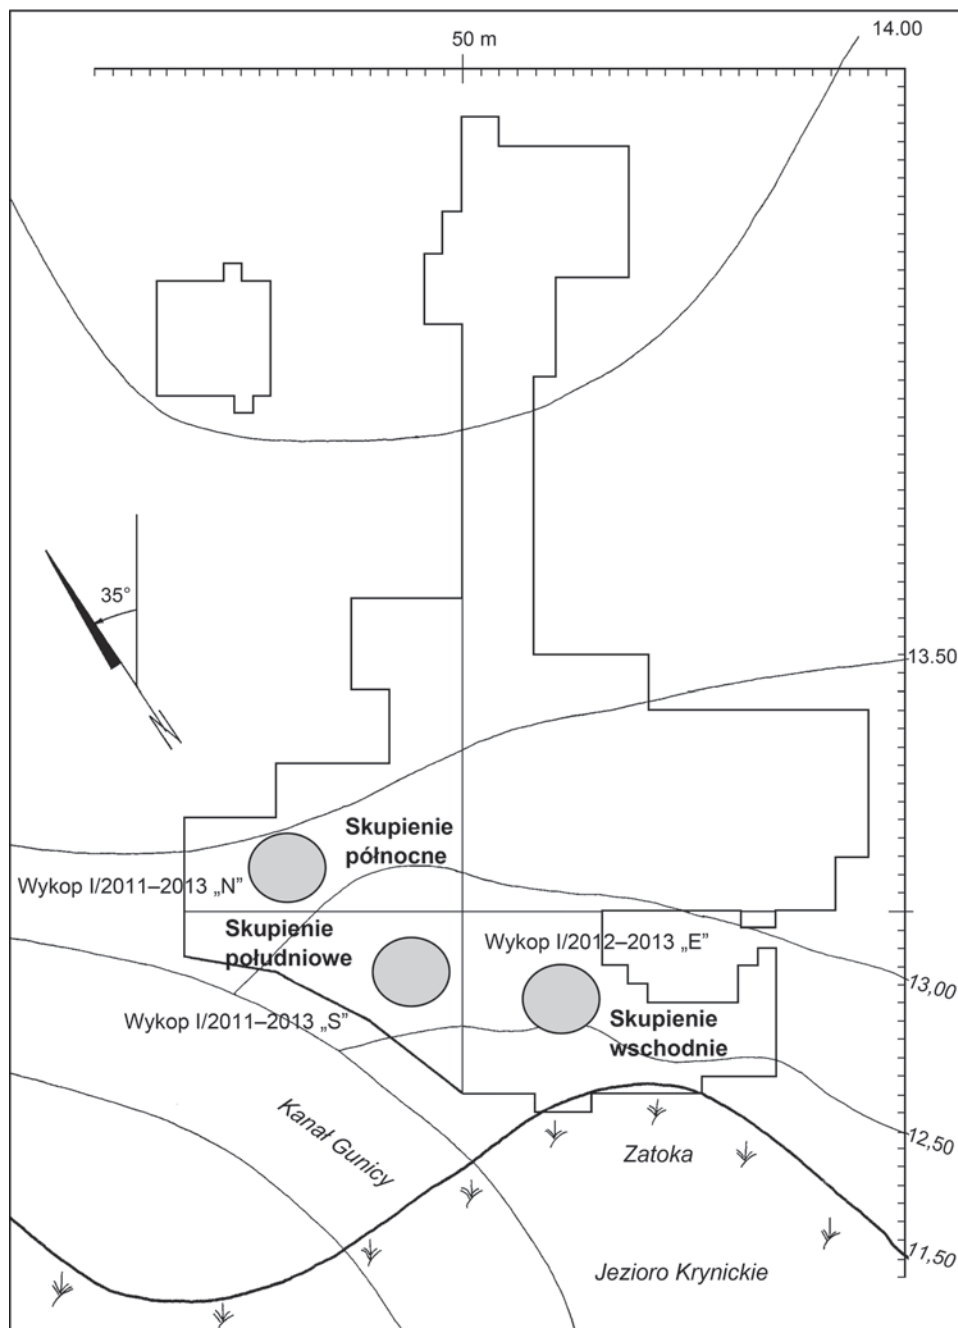 50 m
14.00
35°
N
13.50
Skupienie
północne
Wykop I/2011–2013 „N”
Skupienie
południowe
Wykop I/2012–2013 „E”
13,00
Wykop I/2011–2013 „S”
Skupienie
wschodnie
Kanał Gunicy
Zatoka
12,50
11,50
Jezioro Krynickie